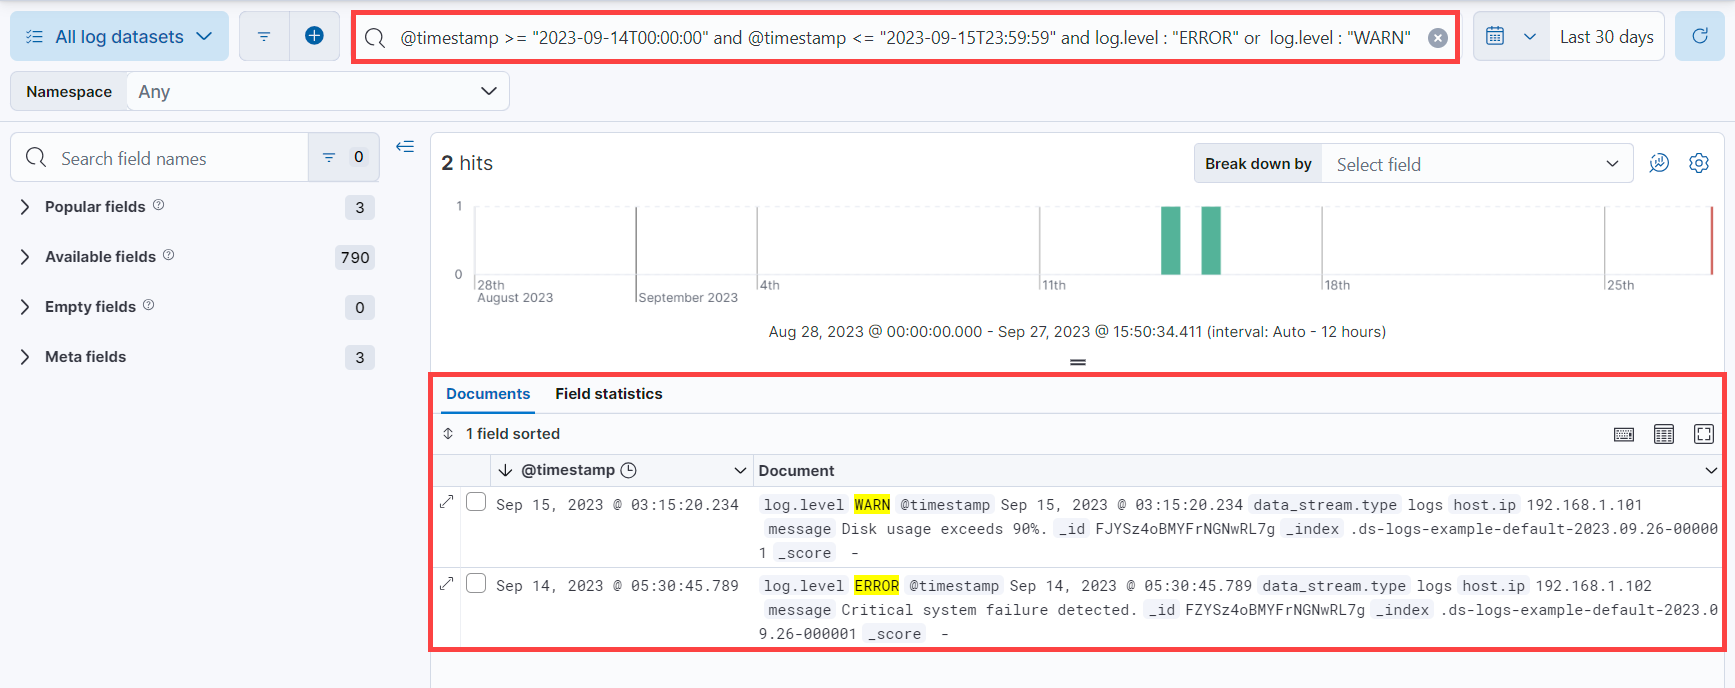 All log datasets
@timestamp >= "2023-09-14T00:00:00" and @timestamp <= "2023-09-15T23:59:59" and log.level : "ERROR" or  log.level : "WARN"
Last 30 days
Namespace Any
Search field names 0
2 hits
Break down by Select field
Popular fields 3
Available fields 790
Empty fields 0
Meta fields 3
1
0
28th 4th 11th 18th 25th
August 2023 September 2023
Aug 28, 2023 @ 00:00:00.000 - Sep 27, 2023 @ 15:50:34.411 (interval: Auto - 12 hours)
Documents Field statistics
1 field sorted
@timestamp Document
Sep 15, 2023 @ 03:15:20.234 log.level WARN @timestamp Sep 15, 2023 @ 03:15:20.234 data_stream.type logs host.ip 192.168.1.101
message Disk usage exceeds 90%. _id FJYSz4oBMYFrNGNwRL7g _index .ds-logs-example-default-2023.09.26-00000
1 _score -
Sep 14, 2023 @ 05:30:45.789 log.level ERROR @timestamp Sep 14, 2023 @ 05:30:45.789 data_stream.type logs host.ip 192.168.1.102
message Critical system failure detected. _id FZYSz4oBMYFrNGNwRL7g _index .ds-logs-example-default-2023.0
9.26-000001 _score -